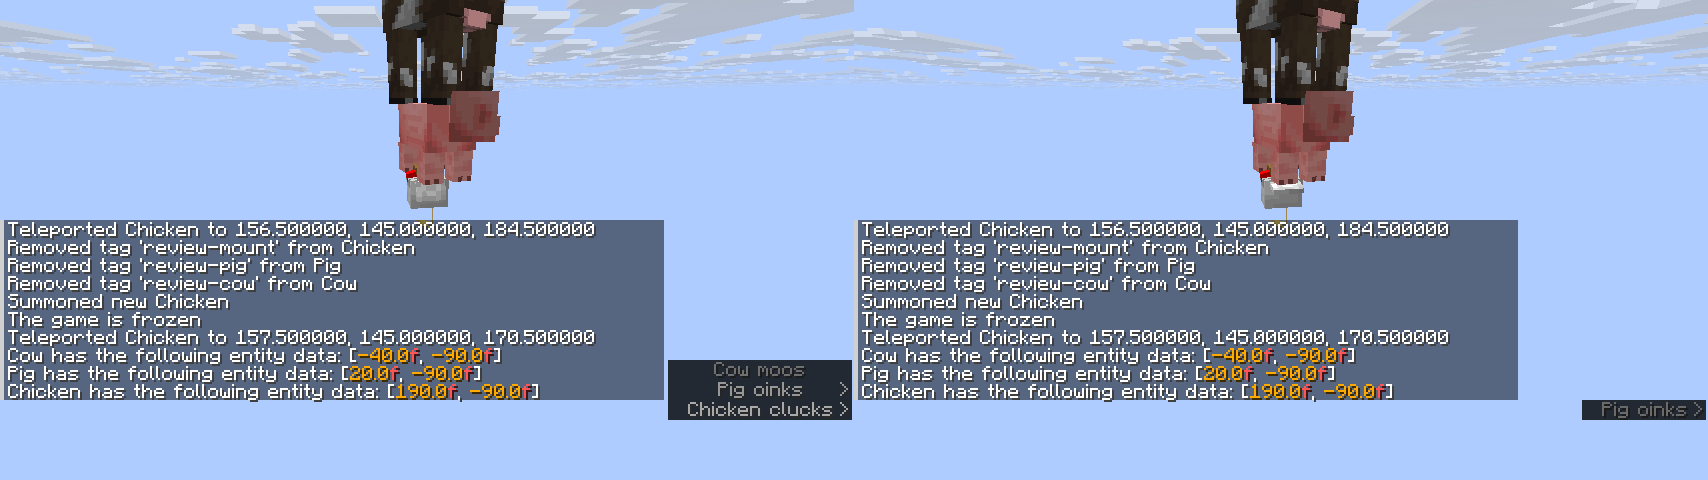 Teleported Chicken to 156.500000, 145.000000, 184.500000
Removed tag 'review-mount' from Chicken
Removed tag 'review-pig' from Pig
Removed tag 'review-cow' from Cow
Summoned new Chicken
The game is frozen
Teleported Chicken to 157.500000, 145.000000, 170.500000
Cow has the following entity data: [-40.0f, -90.0f]
Pig has the following entity data: [20.0f, -90.0f]
Chicken has the following entity data: [190.0f, -90.0f]
Cow moos
Pig oinks >
Chicken clucks >
Teleported Chicken to 156.500000, 145.000000, 184.500000
Removed tag 'review-mount' from Chicken
Removed tag 'review-pig' from Pig
Removed tag 'review-cow' from Cow
Summoned new Chicken
The game is frozen
Teleported Chicken to 157.500000, 145.000000, 170.500000
Cow has the following entity data: [-40.0f, -90.0f]
Pig has the following entity data: [20.0f, -90.0f]
Chicken has the following entity data: [190.0f, -90.0f]
Pig oinks >